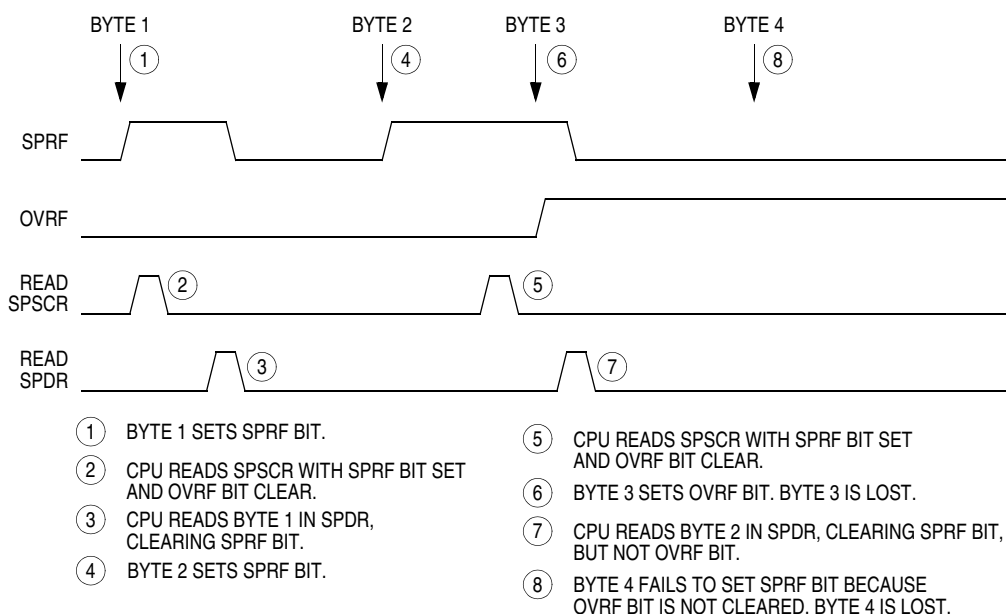 BYTE 1
BYTE 2
BYTE 3
BYTE 4
1
4
6
8
SPRF
OVRF
READ
SPSCR
2
5
READ
SPDR
3
7
1 BYTE 1 SETS SPRF BIT.
2 CPU READS SPSCR WITH SPRF BIT SET
AND OVRF BIT CLEAR.
3 CPU READS BYTE 1 IN SPDR,
CLEARING SPRF BIT.
4 BYTE 2 SETS SPRF BIT.
5 CPU READS SPSCR WITH SPRF BIT SET
AND OVRF BIT CLEAR.
6 BYTE 3 SETS OVRF BIT. BYTE 3 IS LOST.
7 CPU READS BYTE 2 IN SPDR, CLEARING SPRF BIT,
BUT NOT OVRF BIT.
8 BYTE 4 FAILS TO SET SPRF BIT BECAUSE
OVRF BIT IS NOT CLEARED. BYTE 4 IS LOST.